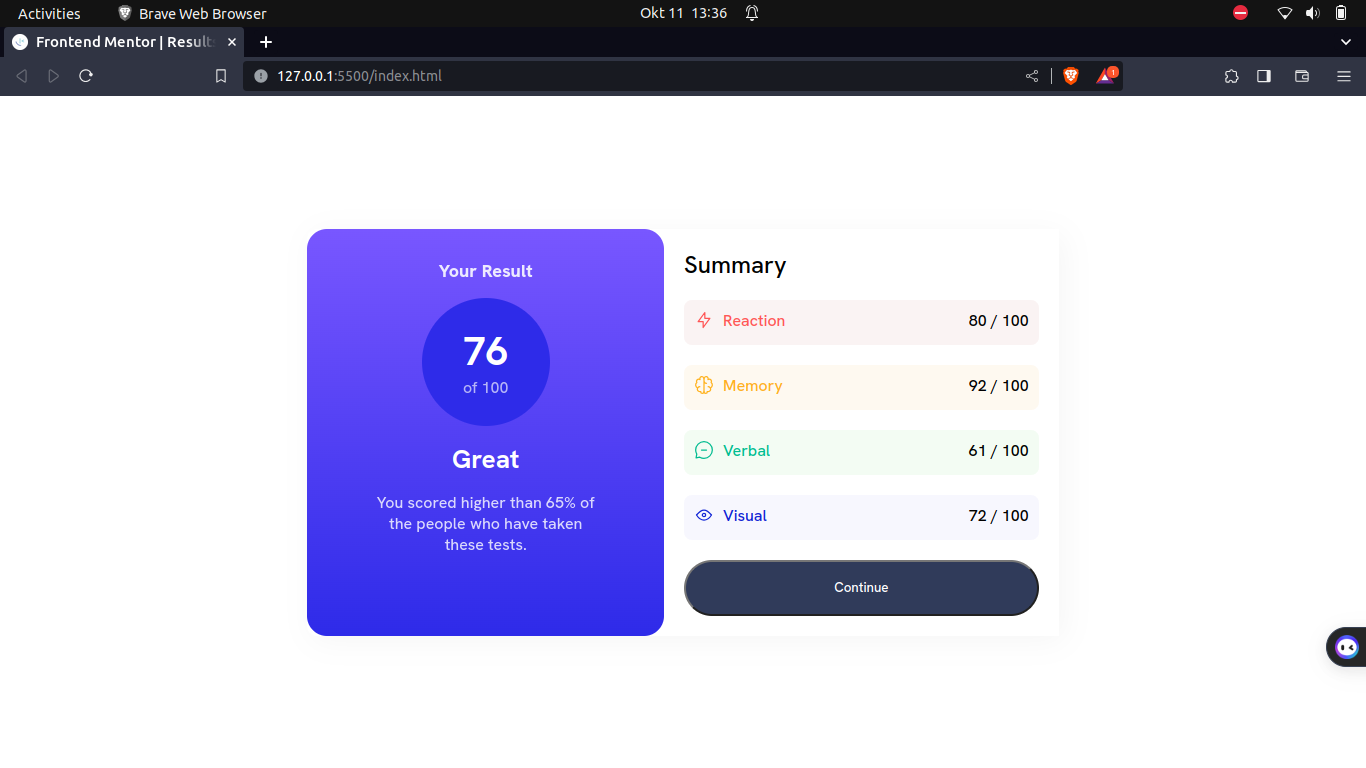 Activities
Brave Web Browser
Okt 11 13:36
Frontend Mentor | Results
127.0.0.1:5500/index.html
1
Your Result
76
of 100
Great
You scored higher than 65% of
the people who have taken
these tests.
Summary
Reaction 80 / 100
Memory 92 / 100
Verbal 61 / 100
Visual 72 / 100
Continue